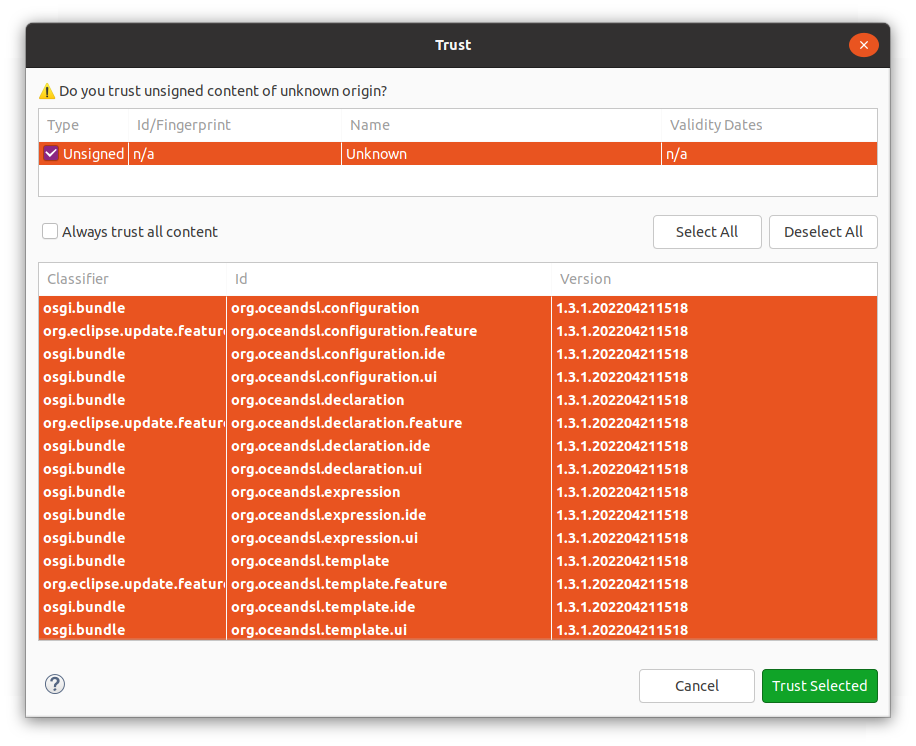 Trust
Do you trust unsigned content of unknown origin?
Type Id/Fingerprint Name Validity Dates
Unsigned n/a Unknown n/a
Always trust all content Select All Deselect All
Classifier Id Version
osgi.bundle org.oceandsl.configuration 1.3.1.202204211518
org.eclipse.update.feature org.oceandsl.configuration.feature 1.3.1.202204211518
osgi.bundle org.oceandsl.configuration.ide 1.3.1.202204211518
osgi.bundle org.oceandsl.configuration.ui 1.3.1.202204211518
osgi.bundle org.oceandsl.declaration 1.3.1.202204211518
org.eclipse.update.feature org.oceandsl.declaration.feature 1.3.1.202204211518
osgi.bundle org.oceandsl.declaration.ide 1.3.1.202204211518
osgi.bundle org.oceandsl.declaration.ui 1.3.1.202204211518
osgi.bundle org.oceandsl.expression 1.3.1.202204211518
osgi.bundle org.oceandsl.expression.ide 1.3.1.202204211518
osgi.bundle org.oceandsl.expression.ui 1.3.1.202204211518
osgi.bundle org.oceandsl.template 1.3.1.202204211518
org.eclipse.update.feature org.oceandsl.template.feature 1.3.1.202204211518
osgi.bundle org.oceandsl.template.ide 1.3.1.202204211518
osgi.bundle org.oceandsl.template.ui 1.3.1.202204211518
? Cancel Trust Selected